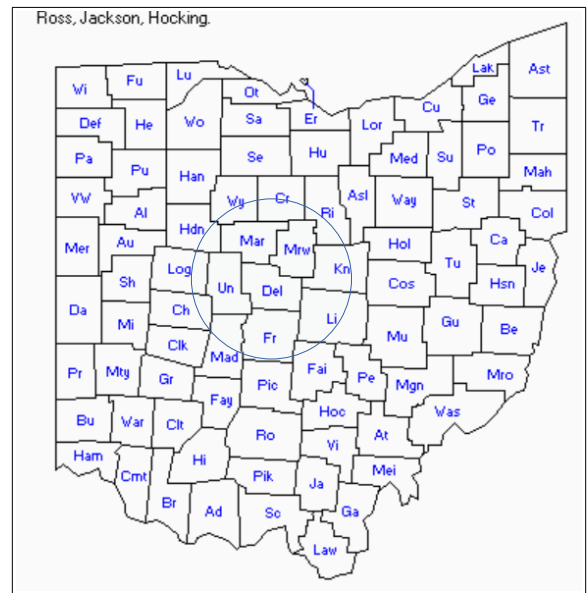 Ross, Jackson, Hocking.
Wi Fu Lu Ot Lak Ast
Def He Wo Sa Er Lor Cu Ge Tr
Pa Pu Han Se Hu Med Su Po Mah
VW Al Hdn Wy Cr Ri Asl Way St Col
Mer Au Log Mar Mrw Kn Hol Tu Ca Je
Sh Un Del Cos Hsn
Da Mi Ch Fr Li Mu Gu Be
Clk Mad
Pr Mty Gr Fay Pic Fai Pe Mgn Mro
Bu War Clt Ro Hoc At Was
Ham Cmt Hi Pik Vi Mei
Br Ad Sc Ja Ga
Law